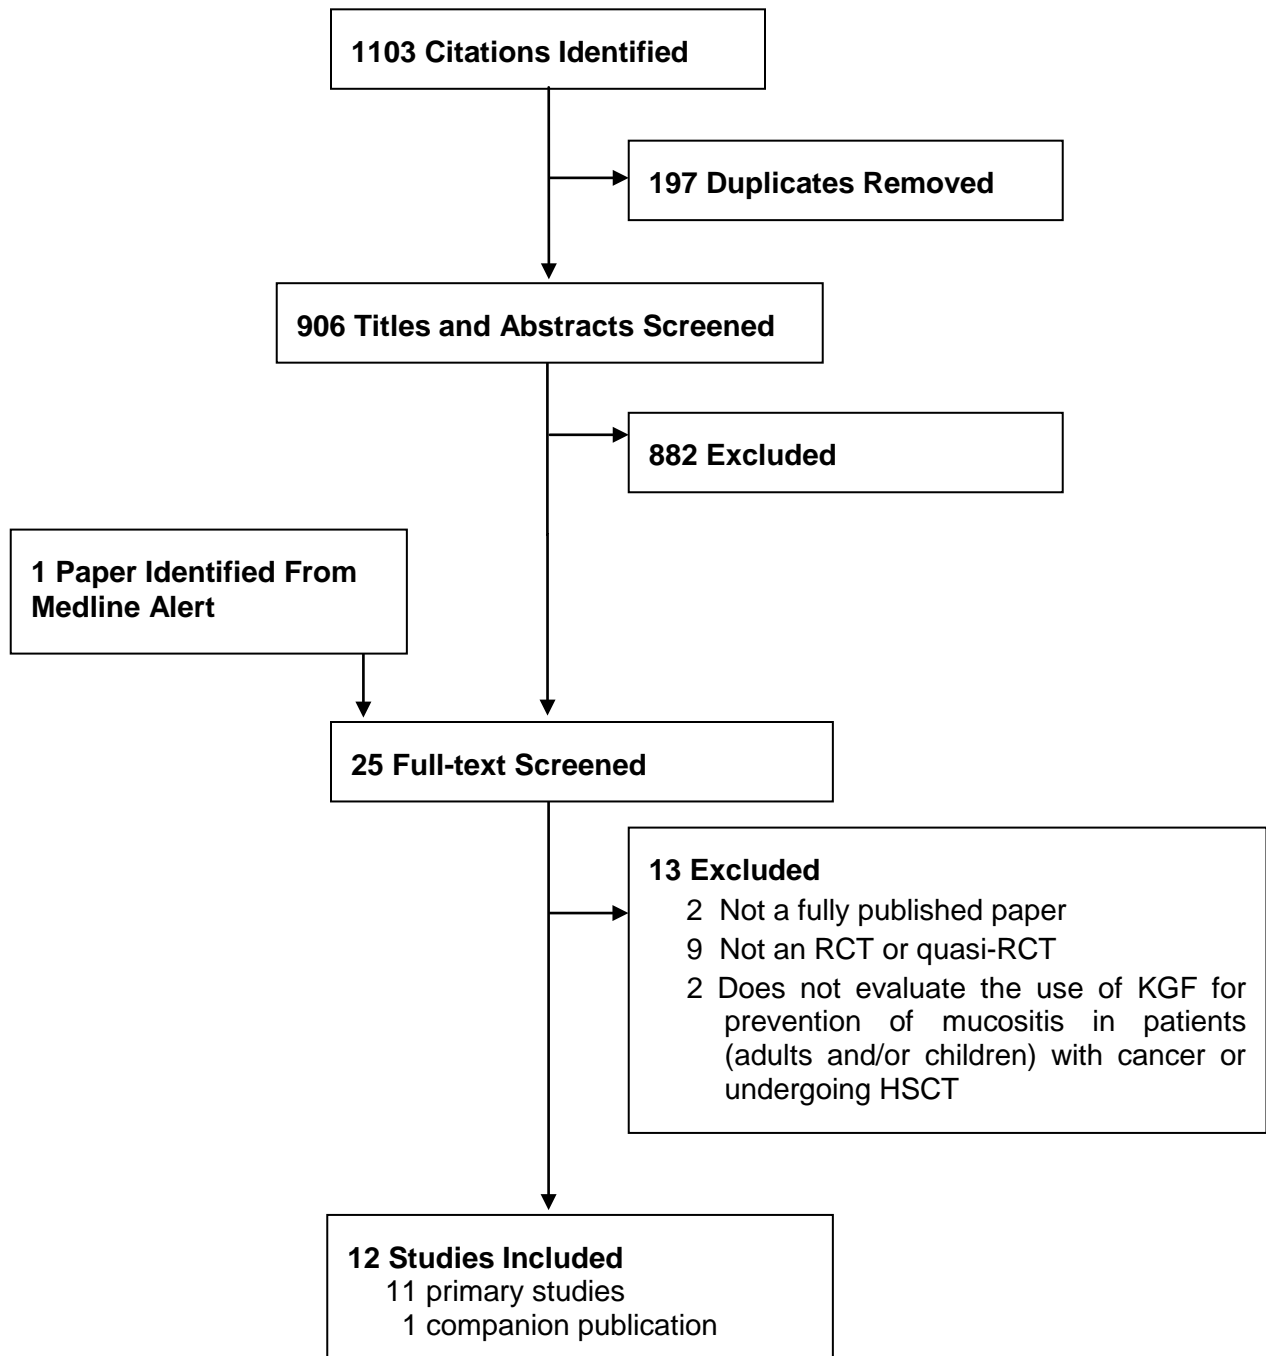 1103 Citations Identified
197 Duplicates Removed
906 Titles and Abstracts Screened
882 Excluded
1 Paper Identified From
Medline Alert
25 Full-text Screened
13 Excluded
2 Not a fully published paper
9 Not an RCT or quasi-RCT
2 Does not evaluate the use of KGF for
prevention of mucositis in patients
(adults and/or children) with cancer or
undergoing HSCT
12 Studies Included
11 primary studies
1 companion publication